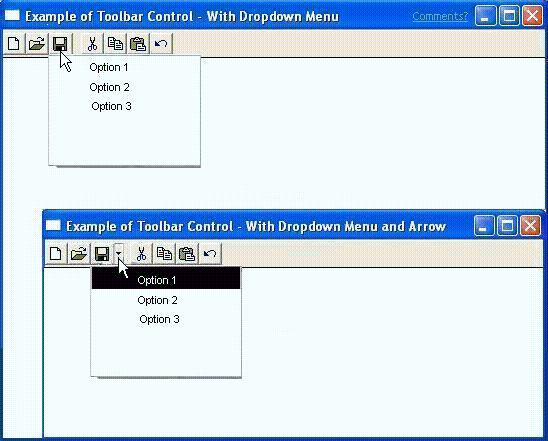 Example of Toolbar Control - With Dropdown Menu
Comments?
Option 1
Option 2
Option 3
Example of Toolbar Control - With Dropdown Menu and Arrow
Option 1
Option 2
Option 3